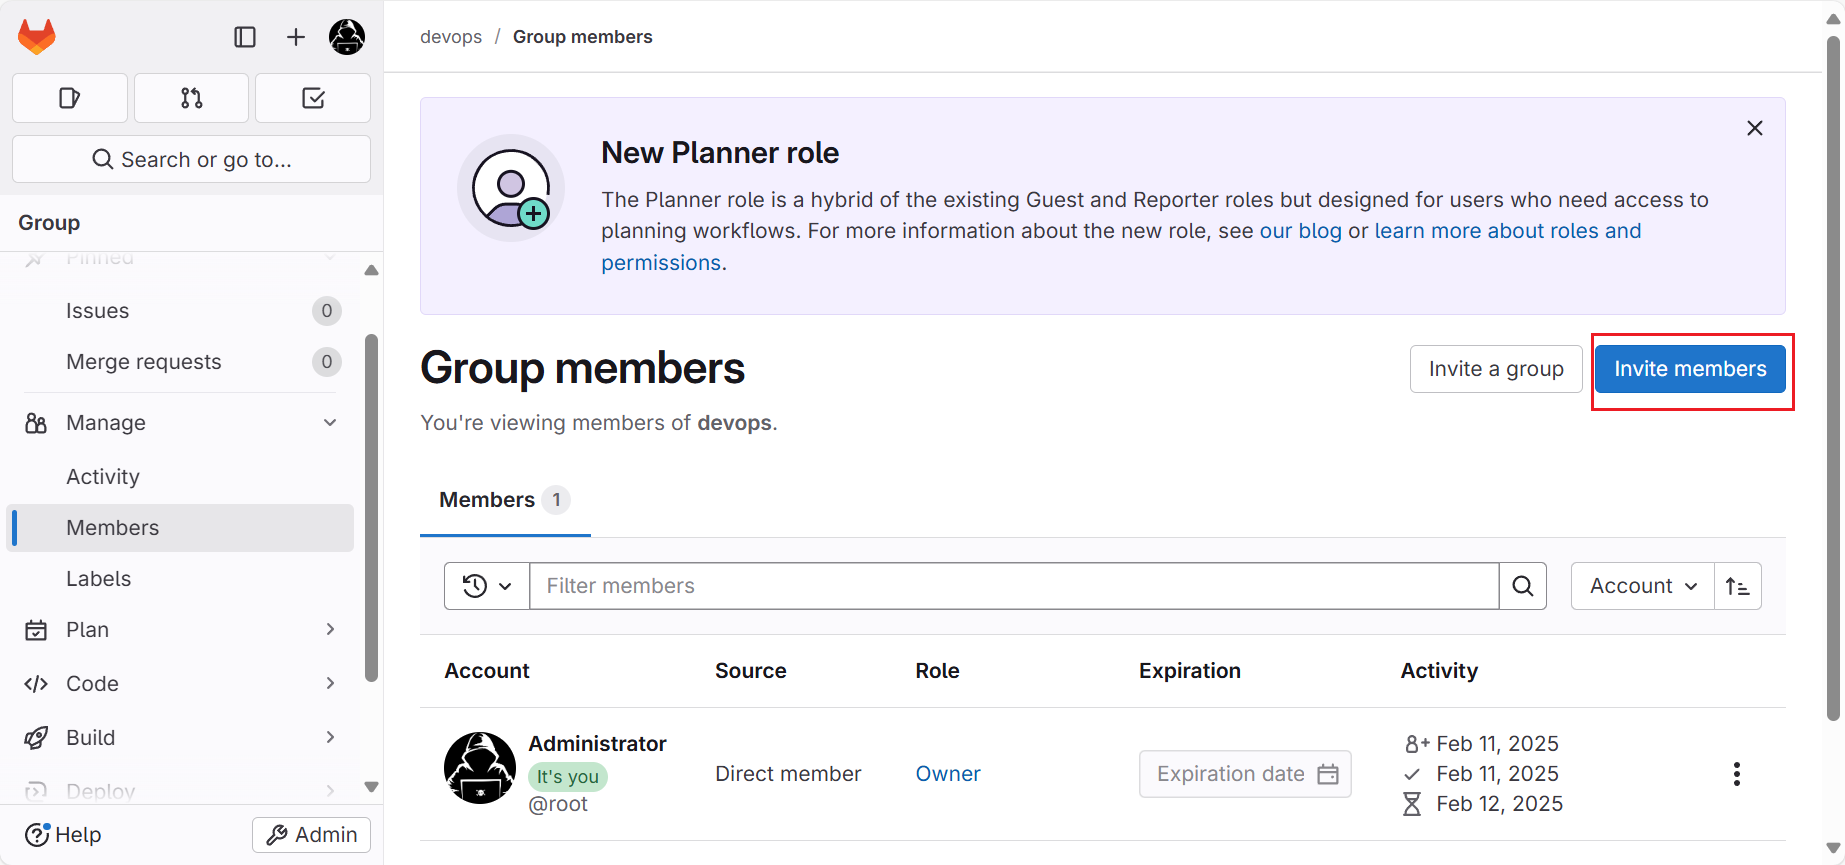 devops / Group members
Search or go to...
Group
Pinned
Issues 0
Merge requests 0
Manage
Activity
Members
Labels
Plan
Code
Build
Deploy
Help
Admin
New Planner role
The Planner role is a hybrid of the existing Guest and Reporter roles but designed for users who need access to
planning workflows. For more information about the new role, see our blog or learn more about roles and
permissions.
Group members
Invite a group
Invite members
You're viewing members of devops.
Members 1
Filter members
Account
Account Source Role Expiration Activity
Administrator
It's you
@root
Direct member
Owner
Expiration date
Feb 11, 2025
Feb 11, 2025
Feb 12, 2025